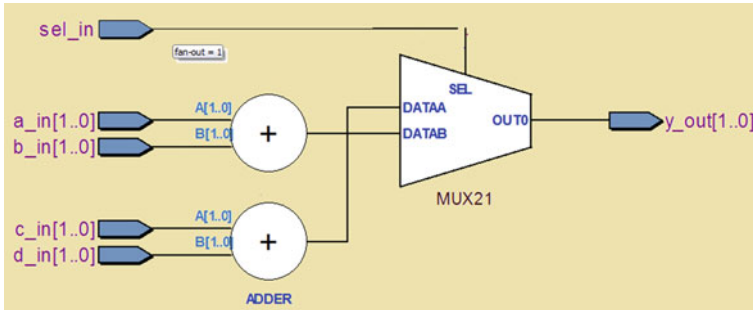 sel_in
fan-out = 1
SEL
A[1..0]
a_in[1..0]
DATAA
OUT0
y_out[1..0]
B[1..0]
b_in[1..0]
+
DATAB
MUX21
A[1..0]
c_in[1..0]
B[1..0]
d_in[1..0]
+
ADDER